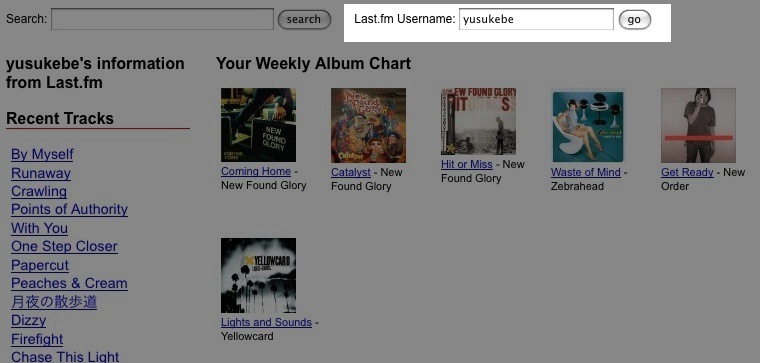 Search:
search
Last.fm Username:
yusukebe
go
yusukebe's information
from Last.fm
Recent Tracks
By Myself
Runaway
Crawling
Points of Authority
With You
One Step Closer
Papercut
Peaches & Cream
月夜の散歩道
Dizzy
Firefight
Chase This Light
Your Weekly Album Chart
NEW
FOUND
GLORY
COMING
HOME
Coming Home -
New Found Glory
Catalyst
Catalyst - New
Found Glory
EW FOUND GLORY
Hit or Miss - New
Found Glory
Waste of Mind -
Zebrahead
Get Ready - New
Order
YELLOWCARD
Lights and Sounds -
Yellowcard